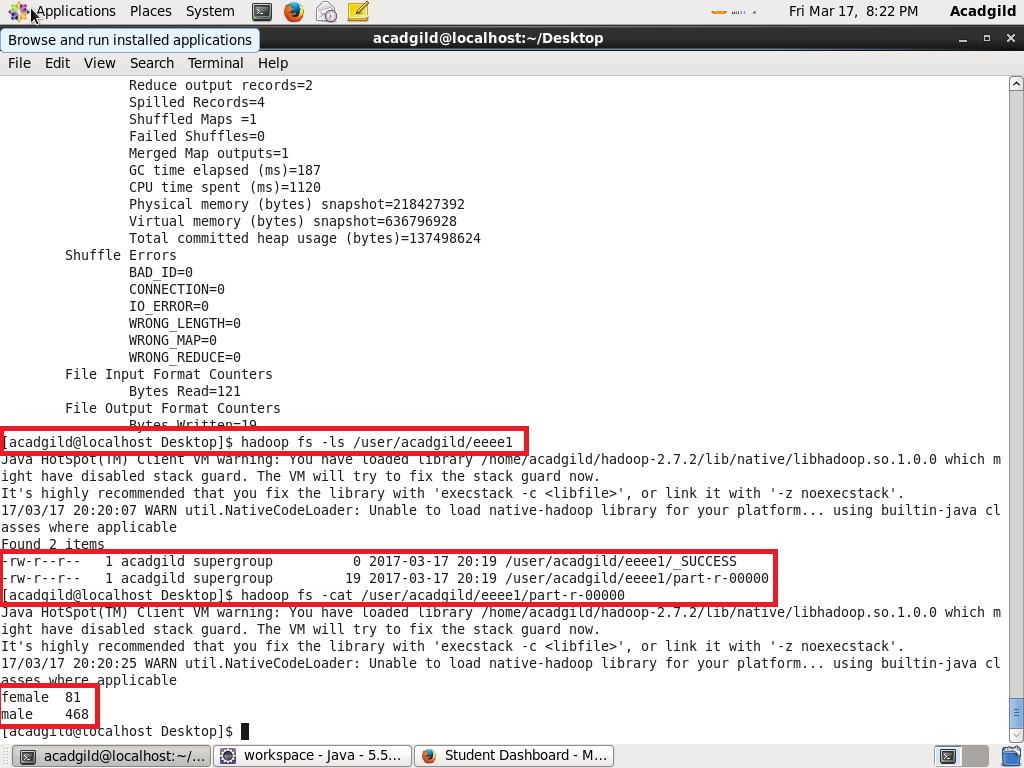 Applications Places System Fri Mar 17, 8:22 PM Acadgild
Browse and run installed applications
acadgild@localhost:~/Desktop
File Edit View Search Terminal Help
Reduce output records=2
Spilled Records=4
Shuffled Maps =1
Failed Shuffles=0
Merged Map outputs=1
GC time elapsed (ms)=187
CPU time spent (ms)=1120
Physical memory (bytes) snapshot=218427392
Virtual memory (bytes) snapshot=636796928
Total committed heap usage (bytes)=137498624
Shuffle Errors
BAD_ID=0
CONNECTION=0
IO_ERROR=0
WRONG_LENGTH=0
WRONG_MAP=0
WRONG_REDUCE=0
File Input Format Counters
Bytes Read=121
File Output Format Counters
Bytes Written=19
[acadgild@localhost Desktop]$ hadoop fs -ls /user/acadgild/eeee1
Java HotSpot(TM) Client VM warning: You have loaded library /home/acadgild/hadoop-2.7.2/lib/native/libhadoop.so.1.0.0 which m
ight have disabled stack guard. The VM will try to fix the stack guard now.
It's highly recommended that you fix the library with 'execstack -c <libfile>', or link it with '-z noexecstack'.
17/03/17 20:20:07 WARN util.NativeCodeLoader: Unable to load native-hadoop library for your platform... using builtin-java cl
asses where applicable
Found 2 items
-rw-r--r-- 1 acadgild supergroup 0 2017-03-17 20:19 /user/acadgild/eeee1/_SUCCESS
-rw-r--r-- 1 acadgild supergroup 19 2017-03-17 20:19 /user/acadgild/eeee1/part-r-00000
[acadgild@localhost Desktop]$ hadoop fs -cat /user/acadgild/eeee1/part-r-00000
Java HotSpot(TM) Client VM warning: You have loaded library /home/acadgild/hadoop-2.7.2/lib/native/libhadoop.so.1.0.0 which m
ight have disabled stack guard. The VM will try to fix the stack guard now.
It's highly recommended that you fix the library with 'execstack -c <libfile>', or link it with '-z noexecstack'.
17/03/17 20:20:25 WARN util.NativeCodeLoader: Unable to load native-hadoop library for your platform... using builtin-java cl
asses where applicable
female 81
male 468
[acadgild@localhost Desktop]$
acadgild@localhost:~/... workspace - Java - 5.5... Student Dashboard - M...